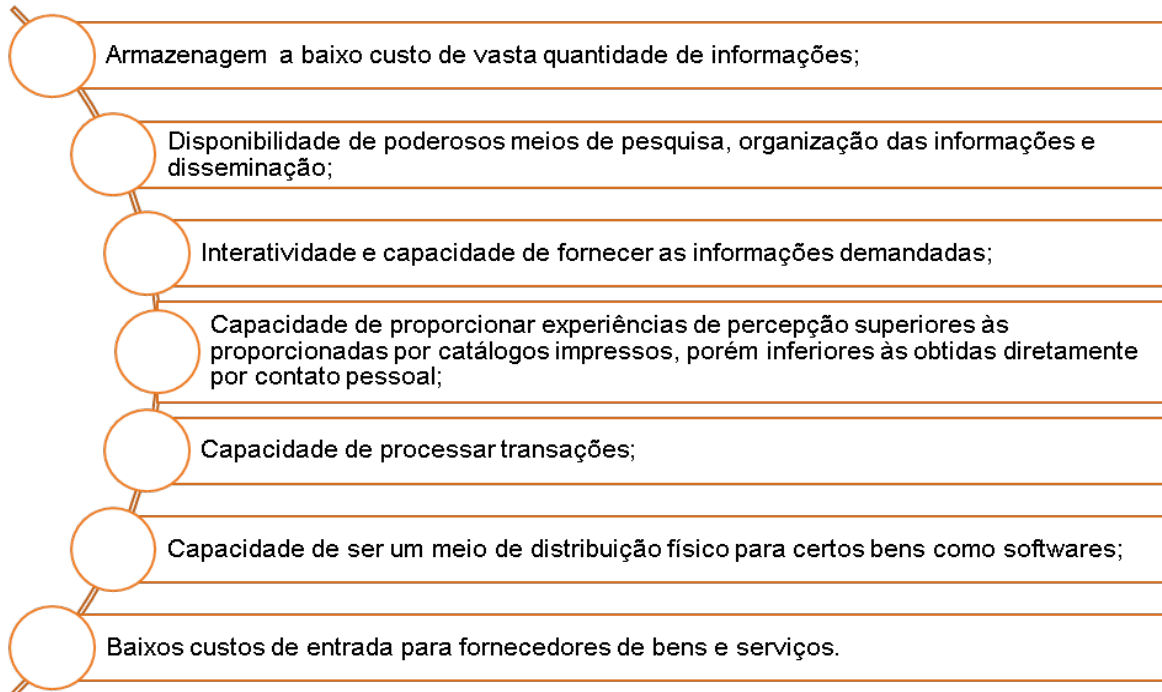 Armazenagem a baixo custo de vasta quantidade de informações;
Disponibilidade de poderosos meios de pesquisa, organização das informações e
disseminação;
Interatividade e capacidade de fornecer as informações demandadas;
Capacidade de proporcionar experiências de percepção superiores às
proporcionadas por catálogos impressos, porém inferiores às obtidas diretamente
por contato pessoal;
Capacidade de processar transações;
Capacidade de ser um meio de distribuição físico para certos bens como softwares;
Baixos custos de entrada para fornecedores de bens e serviços.